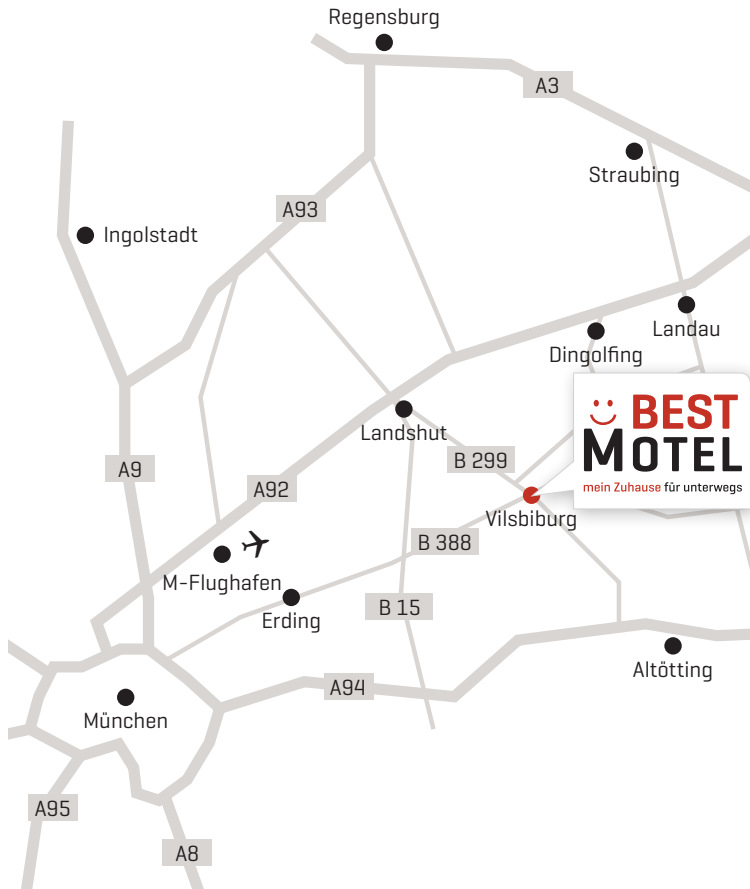 Regensburg
A3
Straubing
A93
Ingolstadt
Landau
Dingolfing
BEST
MOTEL
mein Zuhause für unterwegs
Landshut
B 299
A9
A92
Vilsbiburg
B 388
M-Flughafen
Erding
B 15
Altötting
A94
München
A95
A8